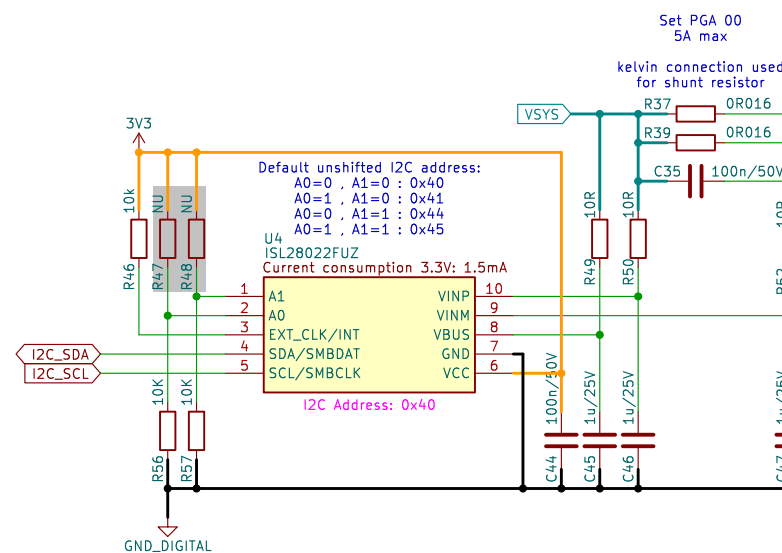 Set PGA 00
5A max
kelvin connection used
for shunt resistor
R37
0R016
VSYS
3V3
R39
0R016
Default unshifted I2C address:
A0=0 , A1=0 : 0x40
A0=1 , A1=0 : 0x41
A0=0 , A1=1 : 0x44
A0=1 , A1=1 : 0x45
C35
100n/50V
10k
NU
NU
10R
10R
10R
U4
ISL28022FUZ
Current consumption 3.3V: 1.5mA
R46
R47
R48
R49
R50
1
A1
VINP
10
2
A0
VINM
9
3
EXT_CLK/INT
VBUS
8
I2C_SDA
4
SDA/SMBDAT
GND
7
I2C_SCL
5
SCL/SMBCLK
VCC
6
I2C Address: 0x40
10K
10K
100n/50V
1u/25V
1u/25V
R56
R57
C44
C45
C46
C47
GND_DIGITAL